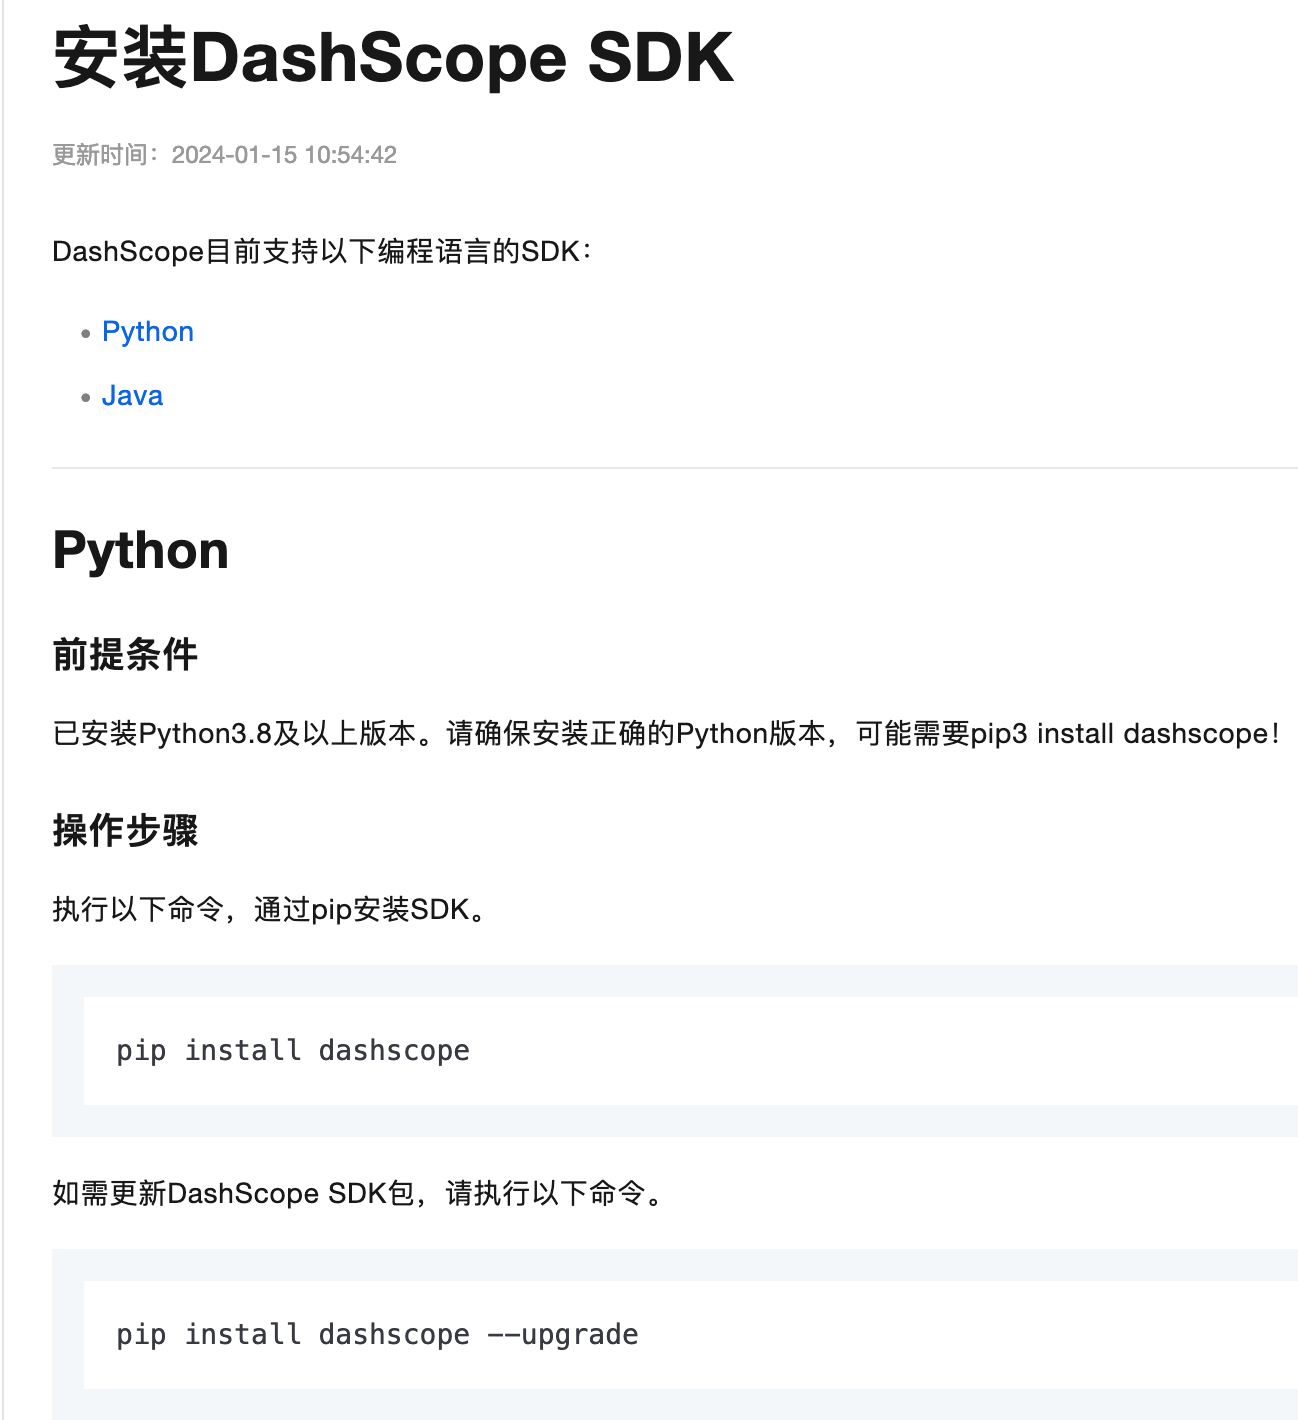 安装DashScope SDK
更新时间：2024-01-15 10:54:42
DashScope目前支持以下编程语言的SDK：
Python
Java
Python
前提条件
已安装Python3.8及以上版本。请确保安装正确的Python版本，可能需要pip3 install dashscope！
操作步骤
执行以下命令，通过pip安装SDK。
pip install dashscope
如需更新DashScope SDK包，请执行以下命令。
pip install dashscope --upgrade